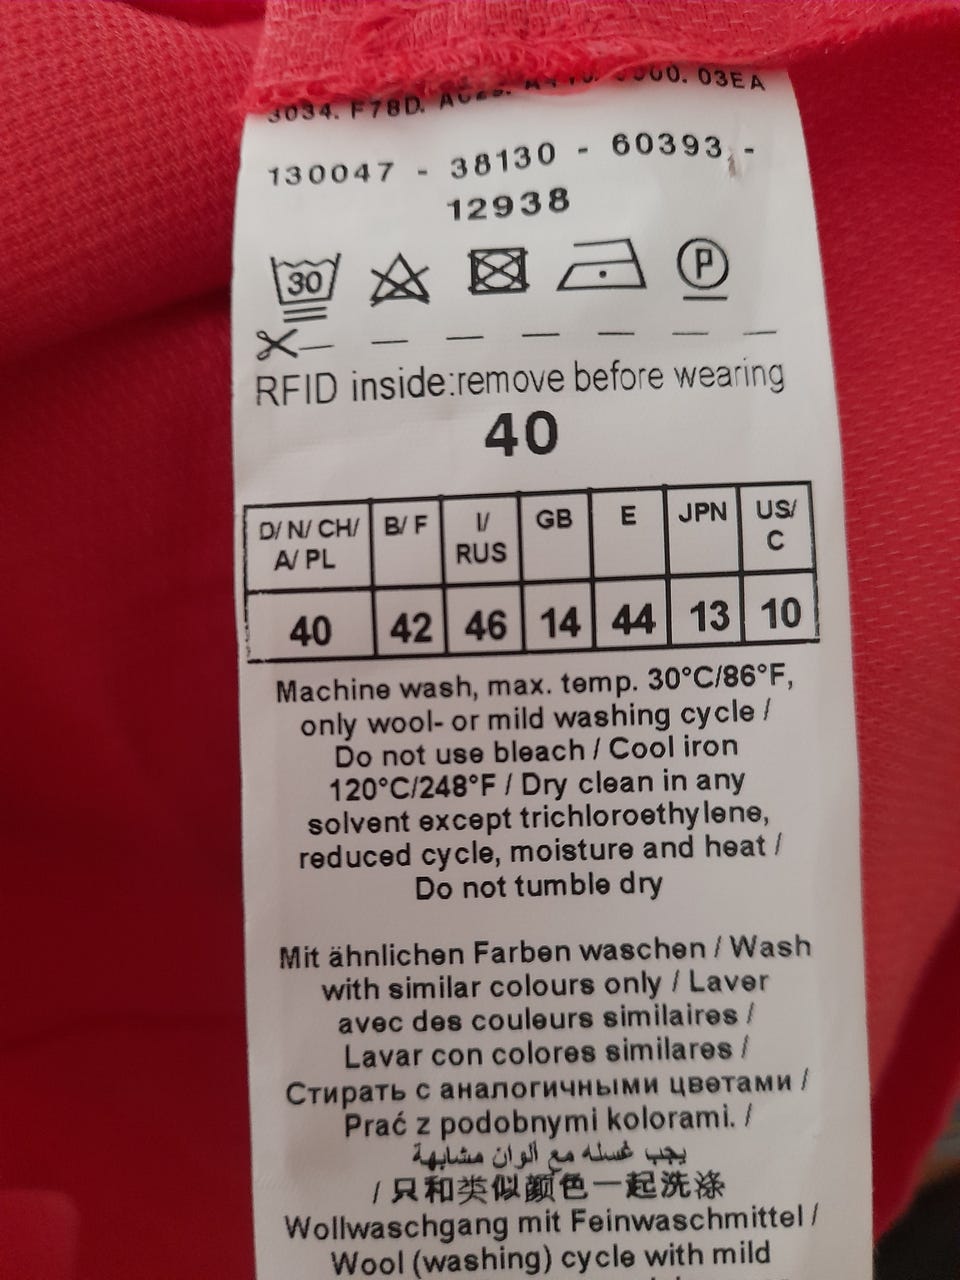 3034. F78D. 03EA
130047 - 38130 - 60393 -
12938
30 P
RFID inside:remove before wearing
40
D/ N/ CH/ A/ PL B/ F I/ RUS GB E JPN US/ C
40 42 46 14 44 13 10
Machine wash, max. temp. 30°C/86°F,
only wool- or mild washing cycle /
Do not use bleach / Cool iron
120°C/248°F / Dry clean in any
solvent except trichloroethylene,
reduced cycle, moisture and heat /
Do not tumble dry
Mit ähnlichen Farben waschen / Wash
with similar colours only / Laver
avec des couleurs similaires /
Lavar con colores similares /
Стирать с аналогичными цветами /
Prać z podobnymi kolorami. /
يجب غسله مع ألوان مشابهة
/ 只和类似颜色一起洗涤
Wollwaschgang mit Feinwaschmittel /
Wool (washing) cycle with mild